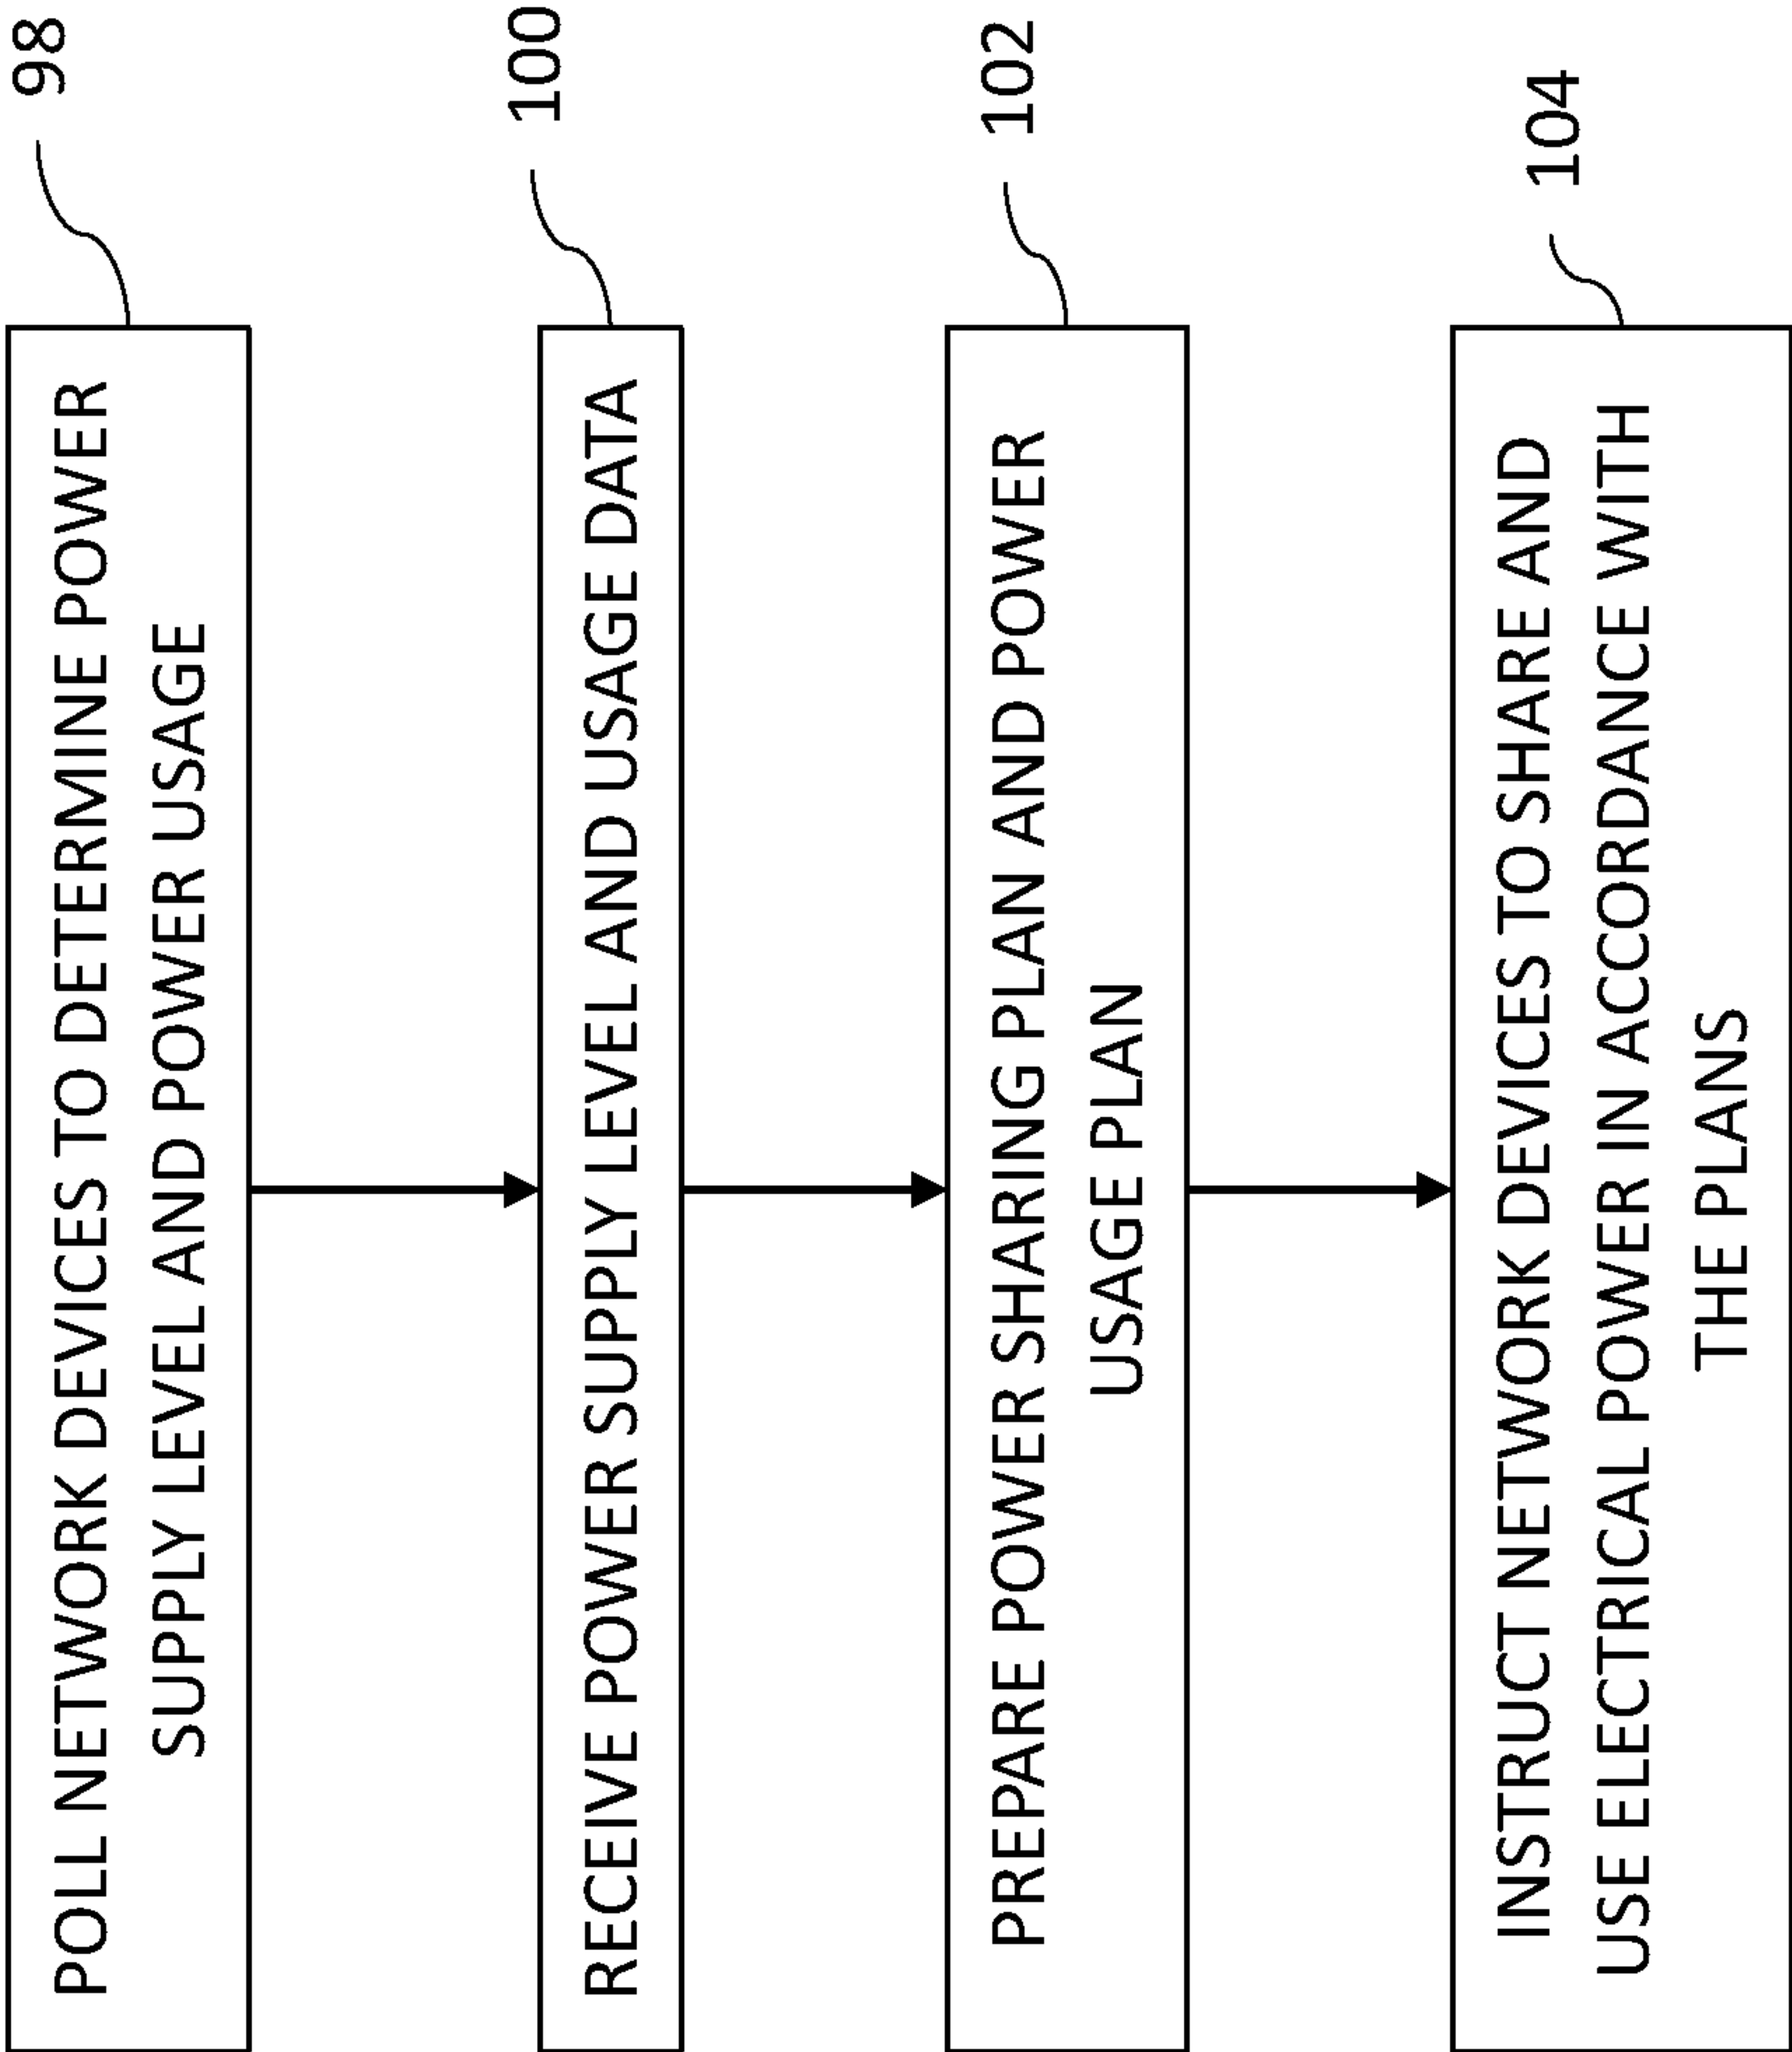 POLL NETWORK DEVICES TO DETERMINE POWER
SUPPLY LEVEL AND POWER USAGE
98
RECEIVE POWER SUPPLY LEVEL AND USAGE DATA
100
PREPARE POWER SHARING PLAN AND POWER
USAGE PLAN
102
INSTRUCT NETWORK DEVICES TO SHARE AND
USE ELECTRICAL POWER IN ACCORDANCE WITH
THE PLANS
104